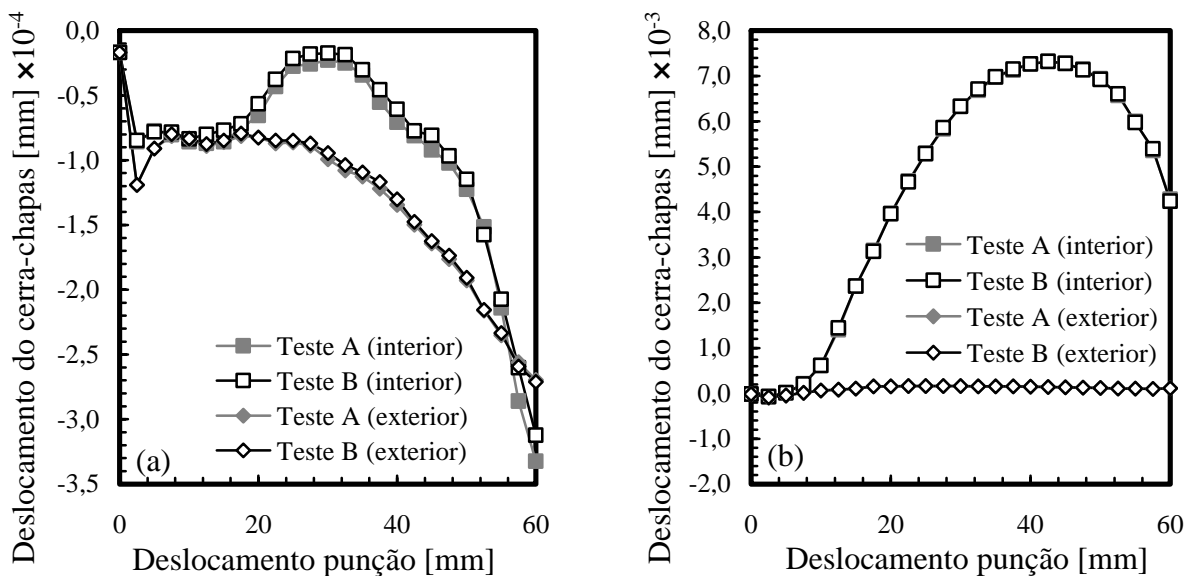 Deslocamento do cerra-chapas [mm] ×10⁻⁴
0,0
-0,5
-1,0
-1,5
-2,0
-2,5
-3,0
-3,5
0
20
40
60
Deslocamento punção [mm]
Teste A (interior)
Teste B (interior)
Teste A (exterior)
Teste B (exterior)
(a)
Deslocamento do cerra-chapas [mm] ×10⁻³
8,0
7,0
6,0
5,0
4,0
3,0
2,0
1,0
0,0
-1,0
-2,0
0
20
40
60
Deslocamento punção [mm]
Teste A (interior)
Teste B (interior)
Teste A (exterior)
Teste B (exterior)
(b)